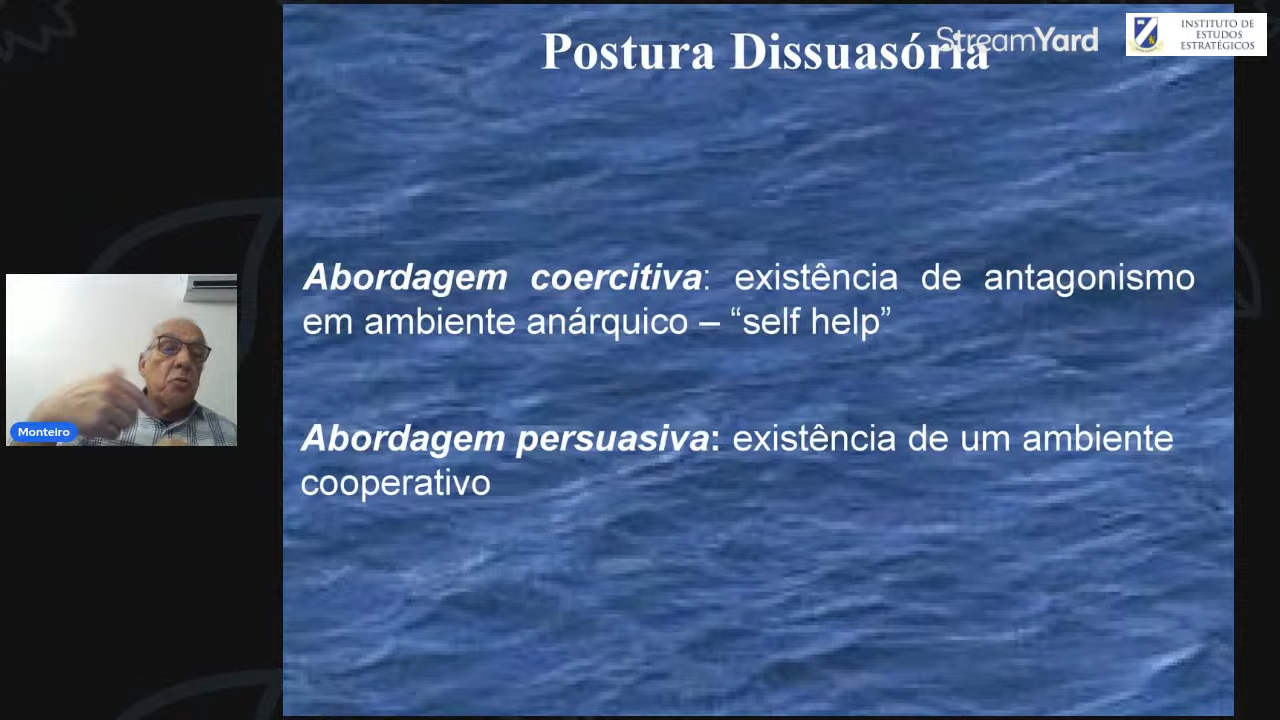 Postura Dissuasória
StreamYard
INSTITUTO DE
ESTUDOS
ESTRATÉGICOS
Abordagem coercitiva: existência de antagonismo
em ambiente anárquico – “self help”
Abordagem persuasiva: existência de um ambiente
cooperativo
Monteiro